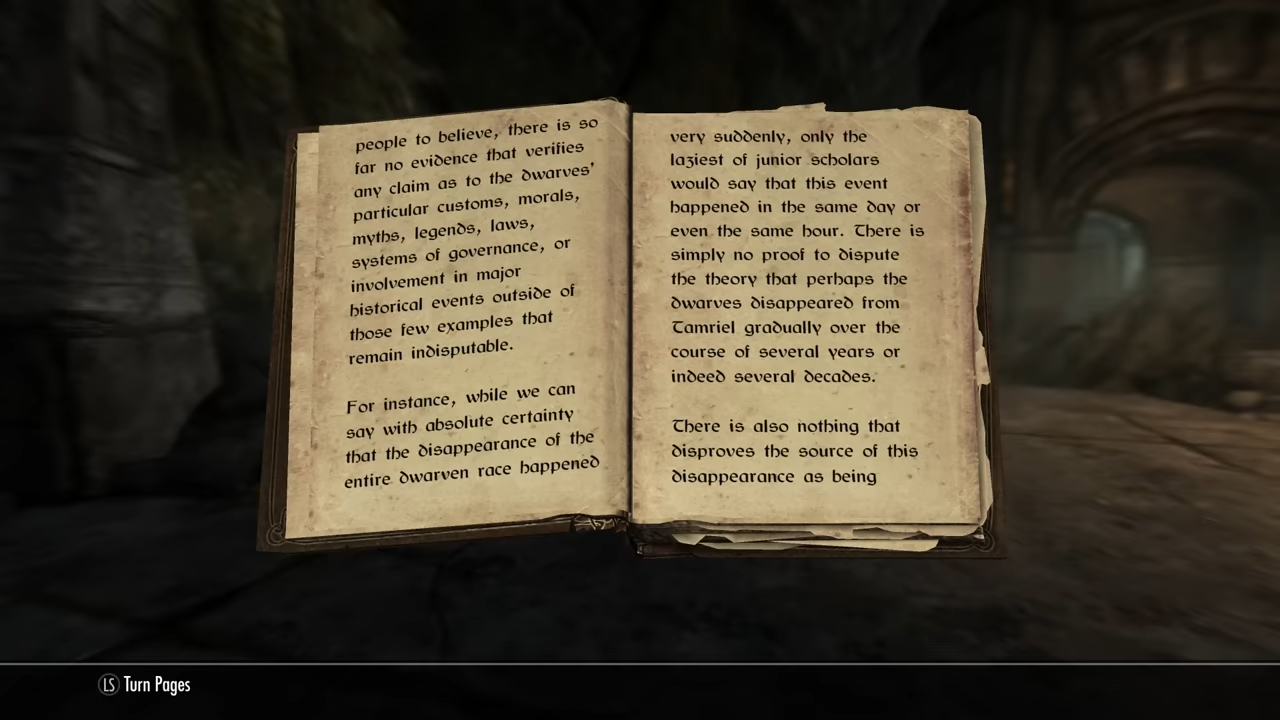 people to believe, there is so
far no evidence that verifies
any claim as to the dwarves'
particular customs, morals,
myths, legends, laws,
systems of governance, or
involvement in major
historical events outside of
those few examples that
remain indisputable.
For instance, while we can
say with absolute certainty
that the disappearance of the
entire dwarven race happened
very suddenly, only the
laziest of junior scholars
would say that this event
happened in the same day or
even the same hour. There is
simply no proof to dispute
the theory that perhaps the
dwarves disappeared from
Tamriel gradually over the
course of several years or
indeed several decades.
There is also nothing that
disproves the source of this
disappearance as being
LS Turn Pages